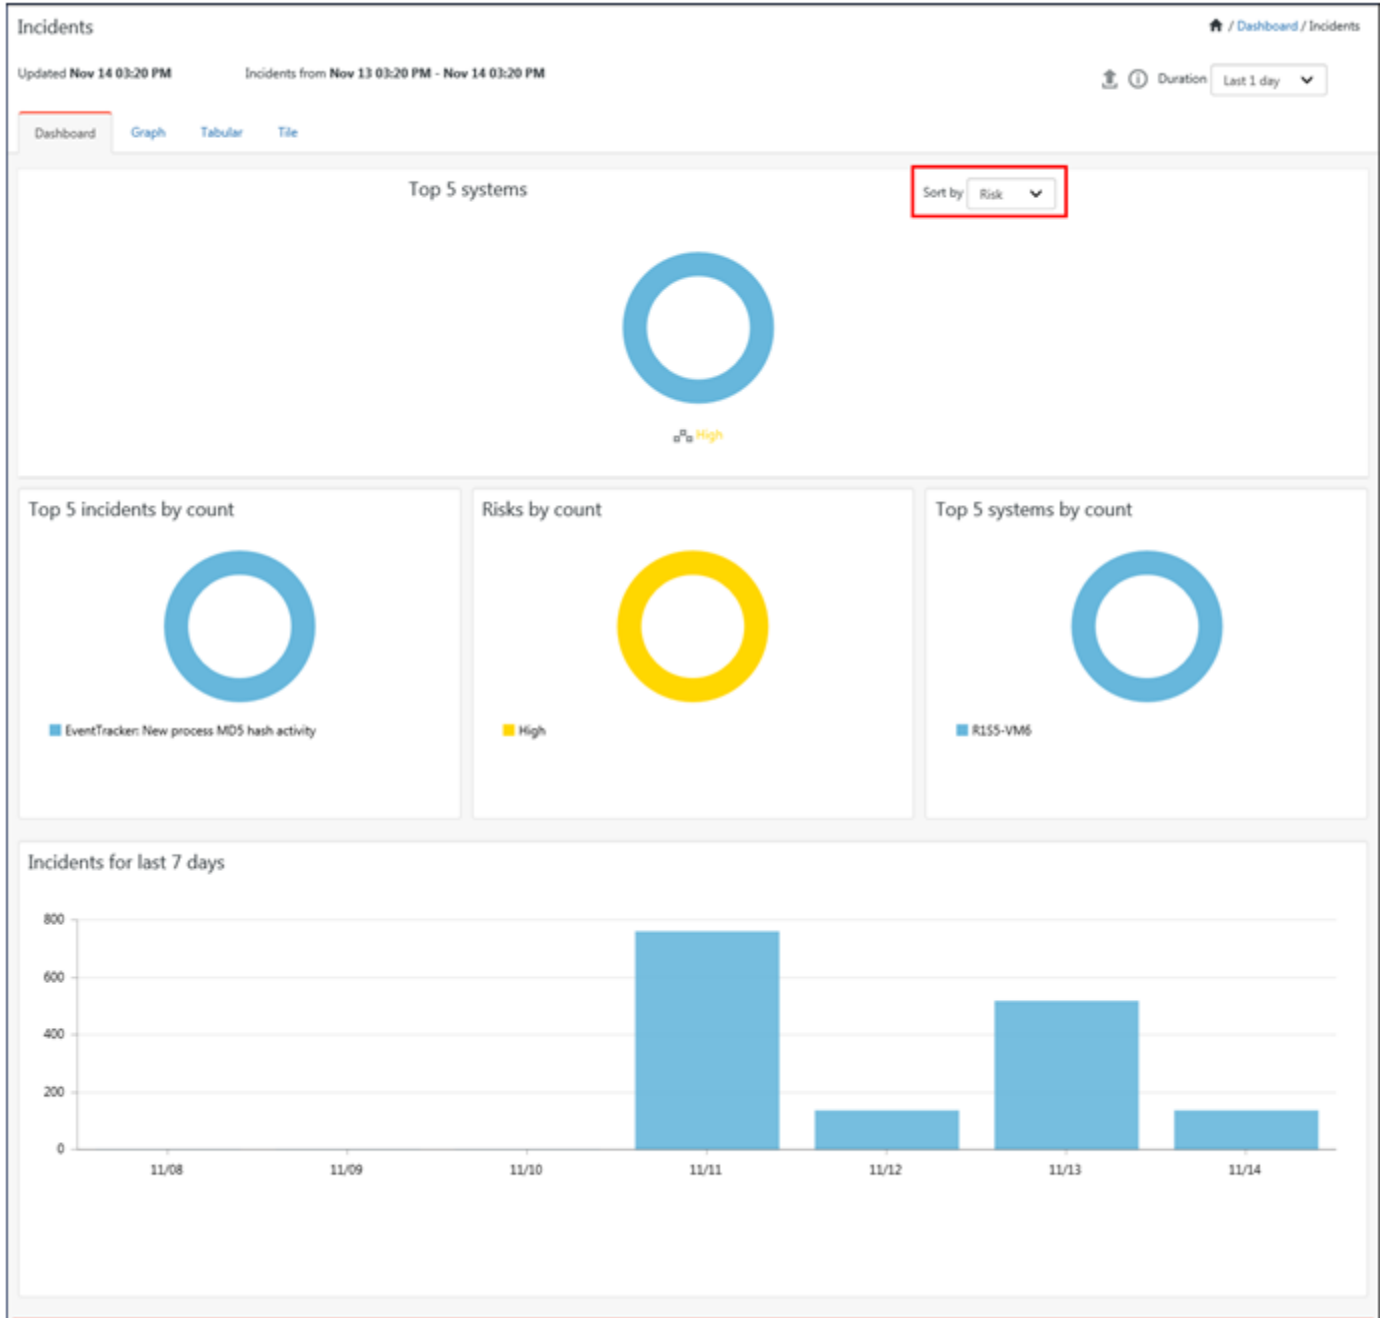 Incidents
/ Dashboard / Incidents
Updated Nov 14 03:20 PM
Incidents from Nov 13 03:20 PM - Nov 14 03:20 PM
Duration Last 1 day
Dashboard Graph Tabular Tile
Top 5 systems
Sort by Risk
High
Top 5 incidents by count
EventTracker: New process MD5 hash activity
Risks by count
High
Top 5 systems by count
R1S5-VM6
Incidents for last 7 days
800
600
400
200
0
11/08 11/09 11/10 11/11 11/12 11/13 11/14